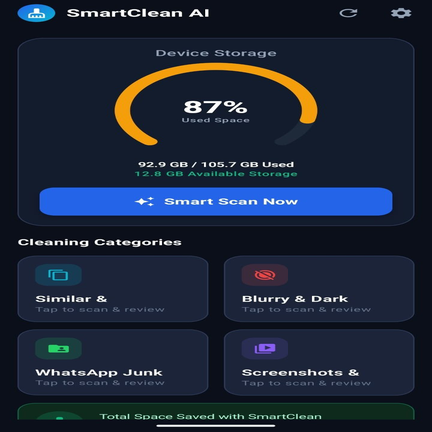 SmartClean AI
Device Storage
87%
Used Space
92.9 GB / 105.7 GB Used
12.8 GB Available Storage
Smart Scan Now
Cleaning Categories
Similar &
Tap to scan & review
Blurry & Dark
Tap to scan & review
WhatsApp Junk
Tap to scan & review
Screenshots &
Tap to scan & review
Total Space Saved with SmartClean